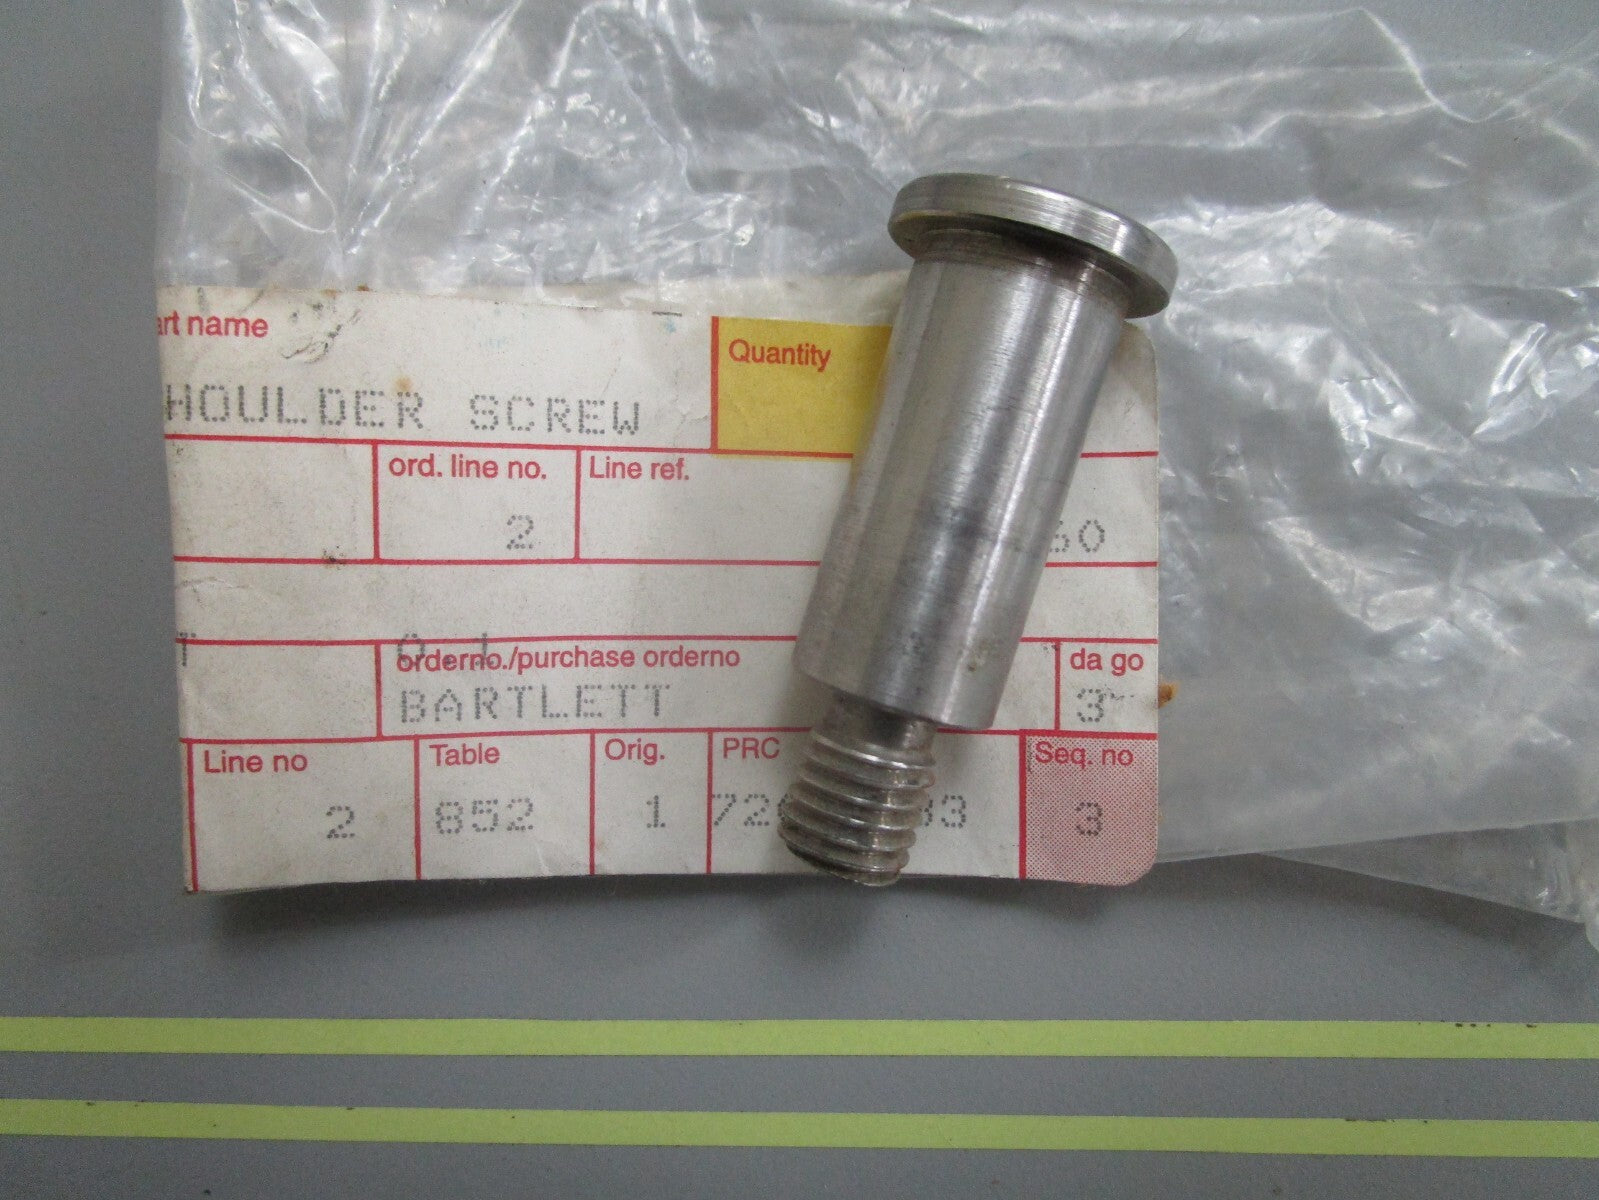 art name
Quantity
HOULDER SCREW
ord. line no.
Line ref.
2
60
orderno./purchase orderno
da go
BARTLETT
3
Line no
Table
Orig.
PRC
Seq. no
2
852
1
3